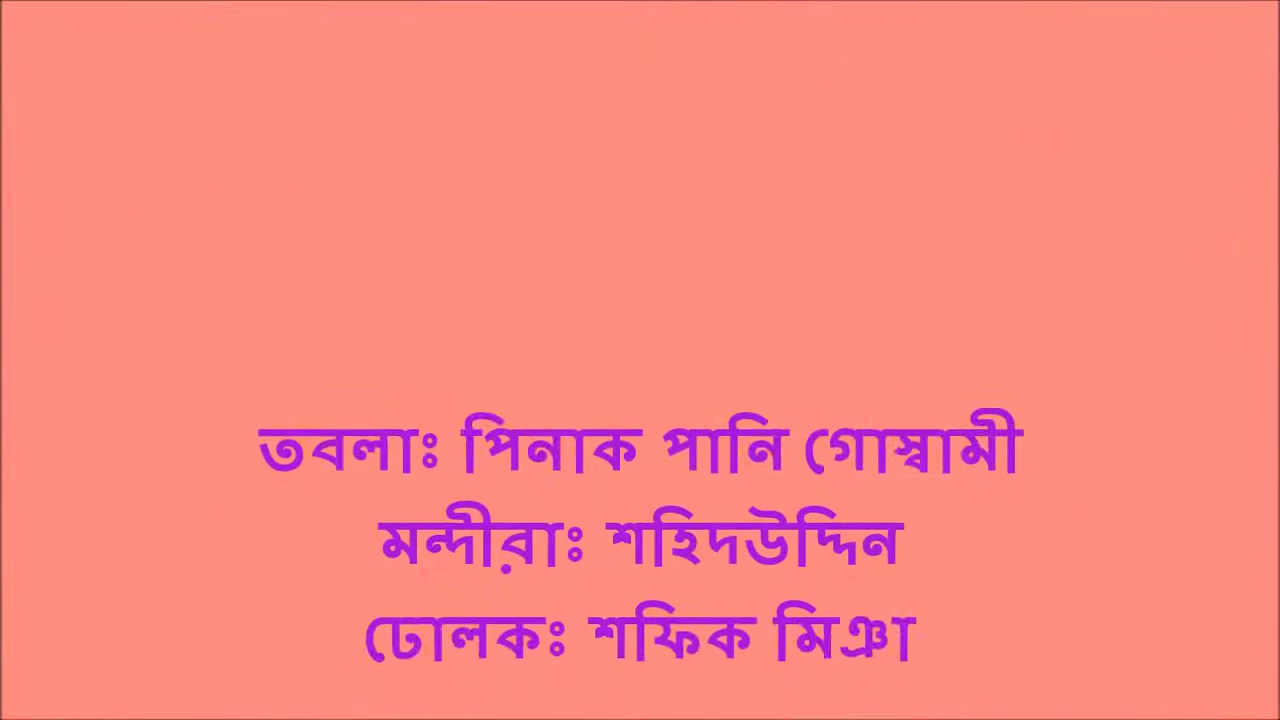 তবলাঃ পিনাক পানি গোস্বামী
মন্দীরাঃ শহিদউদ্দিন
ঢোলকঃ শফিক মিঞা